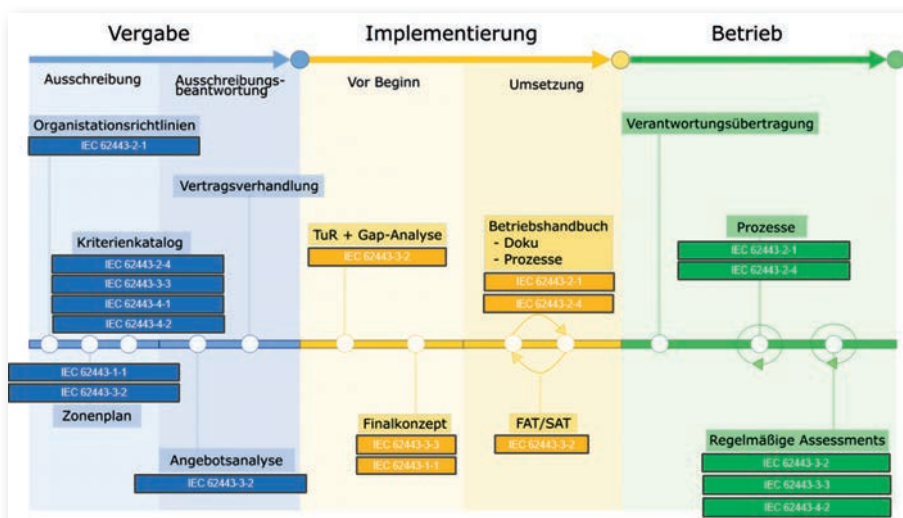 Vergabe
Implementierung
Betrieb
Ausschreibung
Ausschreibungs-
beantwortung
Vor Beginn
Umsetzung
Organistationsrichtlinien
IEC 62443-2-1
Verantwortungsübertragung
Vertragsverhandlung
Kriterienkatalog
IEC 62443-2-4
IEC 62443-3-3
IEC 62443-4-1
IEC 62443-4-2
TuR + Gap-Analyse
IEC 62443-3-2
Betriebshandbuch
- Doku
- Prozesse
IEC 62443-2-1
IEC 62443-2-4
Prozesse
IEC 62443-2-1
IEC 62443-2-4
IEC 62443-1-1
IEC 62443-3-2
Zonenplan
Angebotsanalyse
IEC 62443-3-2
Finalkonzept
IEC 62443-3-3
IEC 62443-1-1
FAT/SAT
IEC 62443-3-2
Regelmäßige Assessments
IEC 62443-3-2
IEC 62443-3-3
IEC 62443-4-2